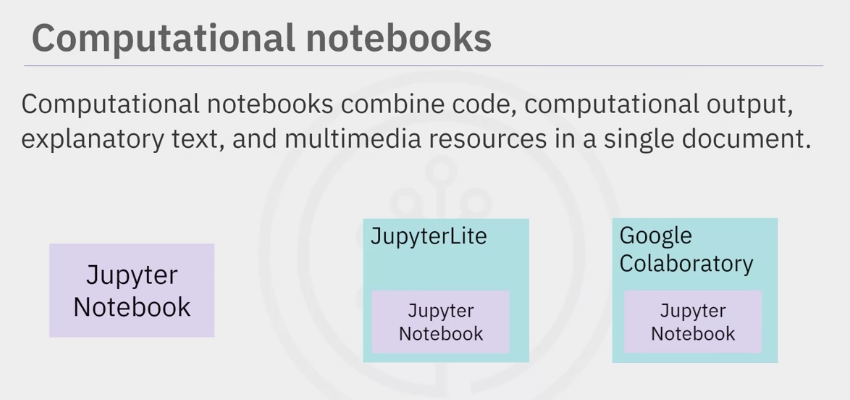 Computational notebooks
Computational notebooks combine code, computational output,
explanatory text, and multimedia resources in a single document.
Jupyter
Notebook
JupyterLite
Jupyter
Notebook
Google
Colaboratory
Jupyter
Notebook